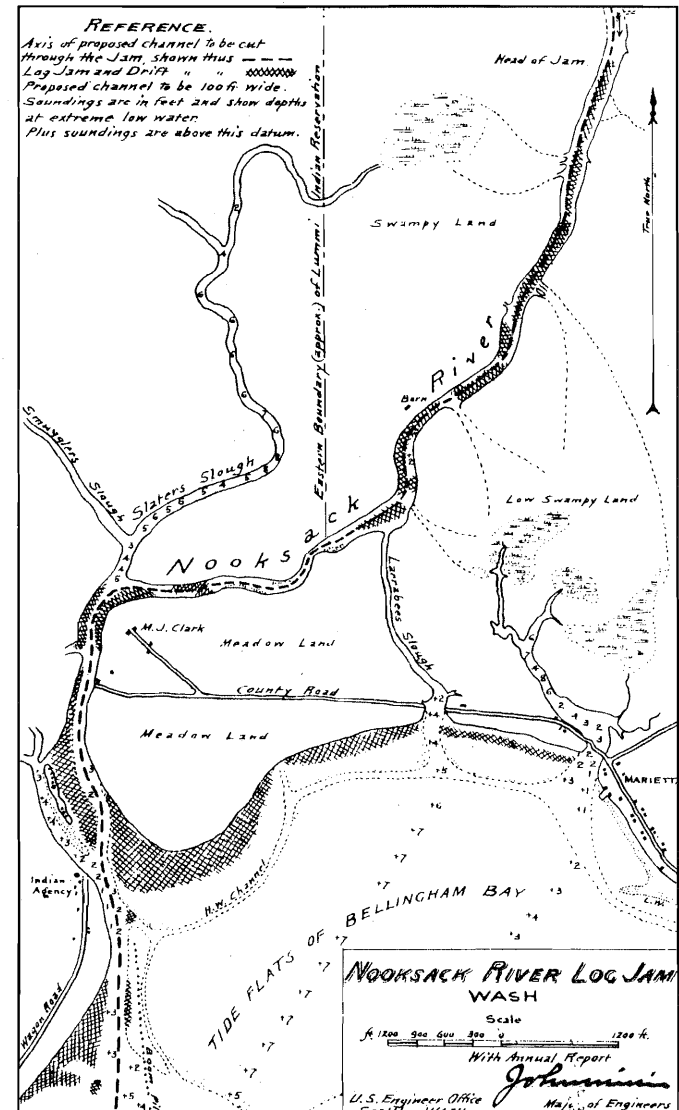 REFERENCE.
Axis of proposed channel to be cut
through the Jam, shown thus
Log Jam and Drift " "
Proposed channel to be 100 ft. wide.
Soundings are in feet and show depths
at extreme low water.
Plus soundings are above this datum.
Head of Jam
True North
Eastern Boundary (approx.) of Lummi Indian Reservation
Swampy Land
River
Barn
Smugglers Slough
Slaters Slough
Low Swampy Land
Nooksack
Larrabees Slough
M.J. Clark
Meadow Land
County Road
Meadow Land
MARIETT
Indian
Agency
H.W. Channel
L.W.
TIDE FLATS OF BELLINGHAM BAY
Wagon Road
Boom
NOOKSACK RIVER LOG JAM
WASH
Scale
ft. 1200 900 600 300 0 1200 ft.
With Annual Report
U.S. Engineer Office
Maj. of Engineers